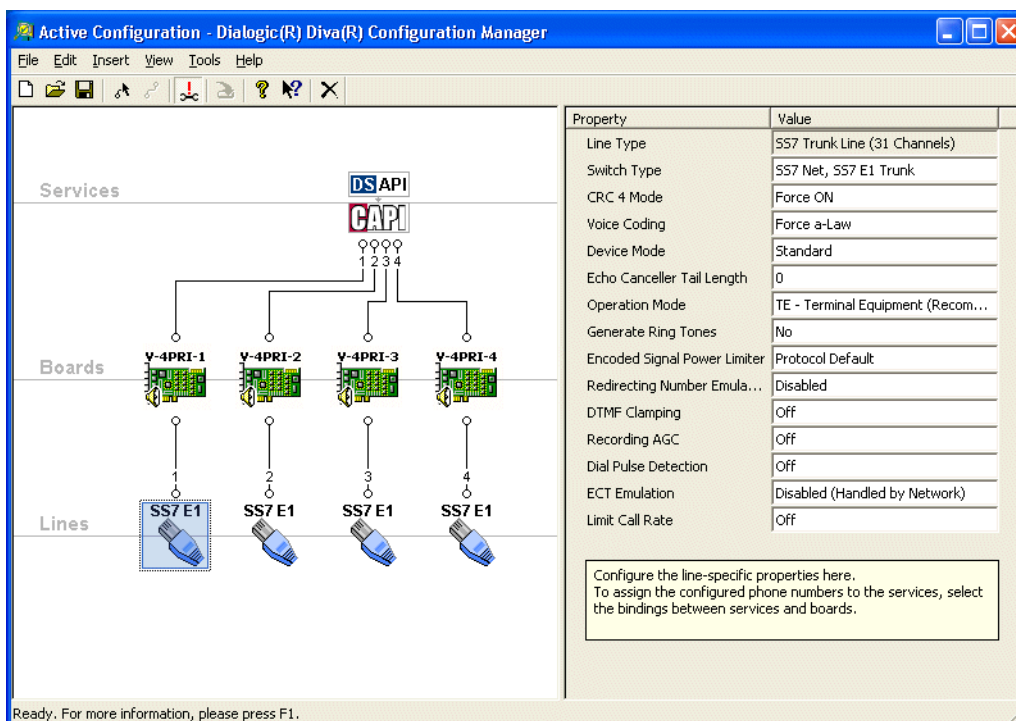 Active Configuration - Dialogic(R) Diva(R) Configuration Manager
File Edit Insert View Tools Help
Services
DS API
CAPI
1 2 3 4
Boards
V-4PRI-1 V-4PRI-2 V-4PRI-3 V-4PRI-4
1 2 3 4
Lines
SS7 E1 SS7 E1 SS7 E1 SS7 E1
Property Value
Line Type SS7 Trunk Line (31 Channels)
Switch Type SS7 Net, SS7 E1 Trunk
CRC 4 Mode Force ON
Voice Coding Force a-Law
Device Mode Standard
Echo Canceller Tail Length 0
Operation Mode TE - Terminal Equipment (Recom...
Generate Ring Tones No
Encoded Signal Power Limiter Protocol Default
Redirecting Number Emula... Disabled
DTMF Clamping Off
Recording AGC Off
Dial Pulse Detection Off
ECT Emulation Disabled (Handled by Network)
Limit Call Rate Off
Configure the line-specific properties here.
To assign the configured phone numbers to the services, select
the bindings between services and boards.
Ready. For more information, please press F1.